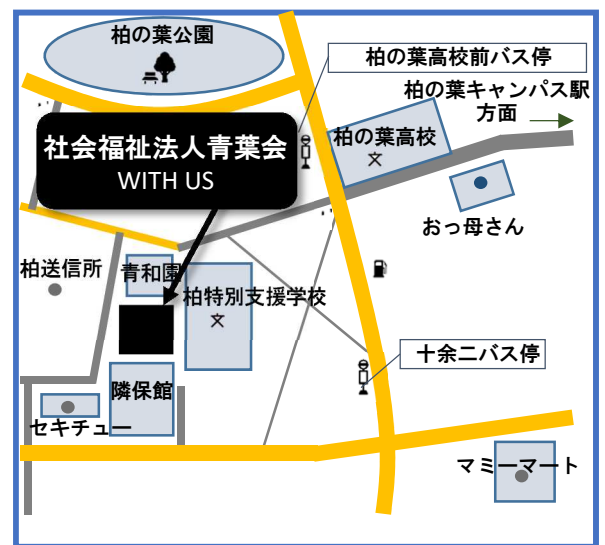 柏の葉公園
柏の葉高校前バス停
柏の葉キャンパス駅
方面
社会福祉法人青葉会
WITH US
柏の葉高校
文
おっ母さん
柏送信所
青和園
柏特別支援学校
文
十余二バス停
隣保館
セキチュー
マミーマート